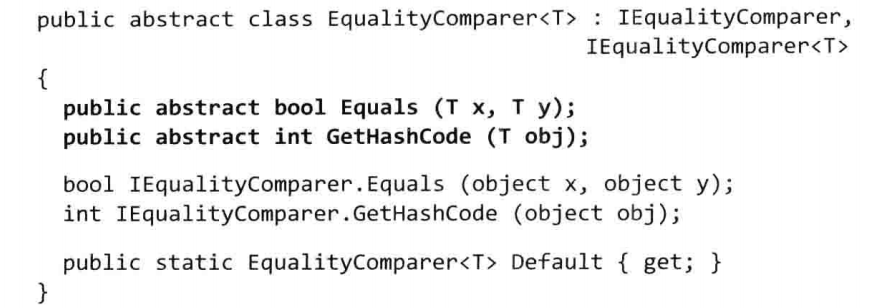 public abstract class EqualityComparer<T> : IEqualityComparer,
IEqualityComparer<T>
{
public abstract bool Equals (T x, T y);
public abstract int GetHashCode (T obj);
bool IEqualityComparer.Equals (object x, object y);
int IEqualityComparer.GetHashCode (object obj);
public static EqualityComparer<T> Default { get; }
}